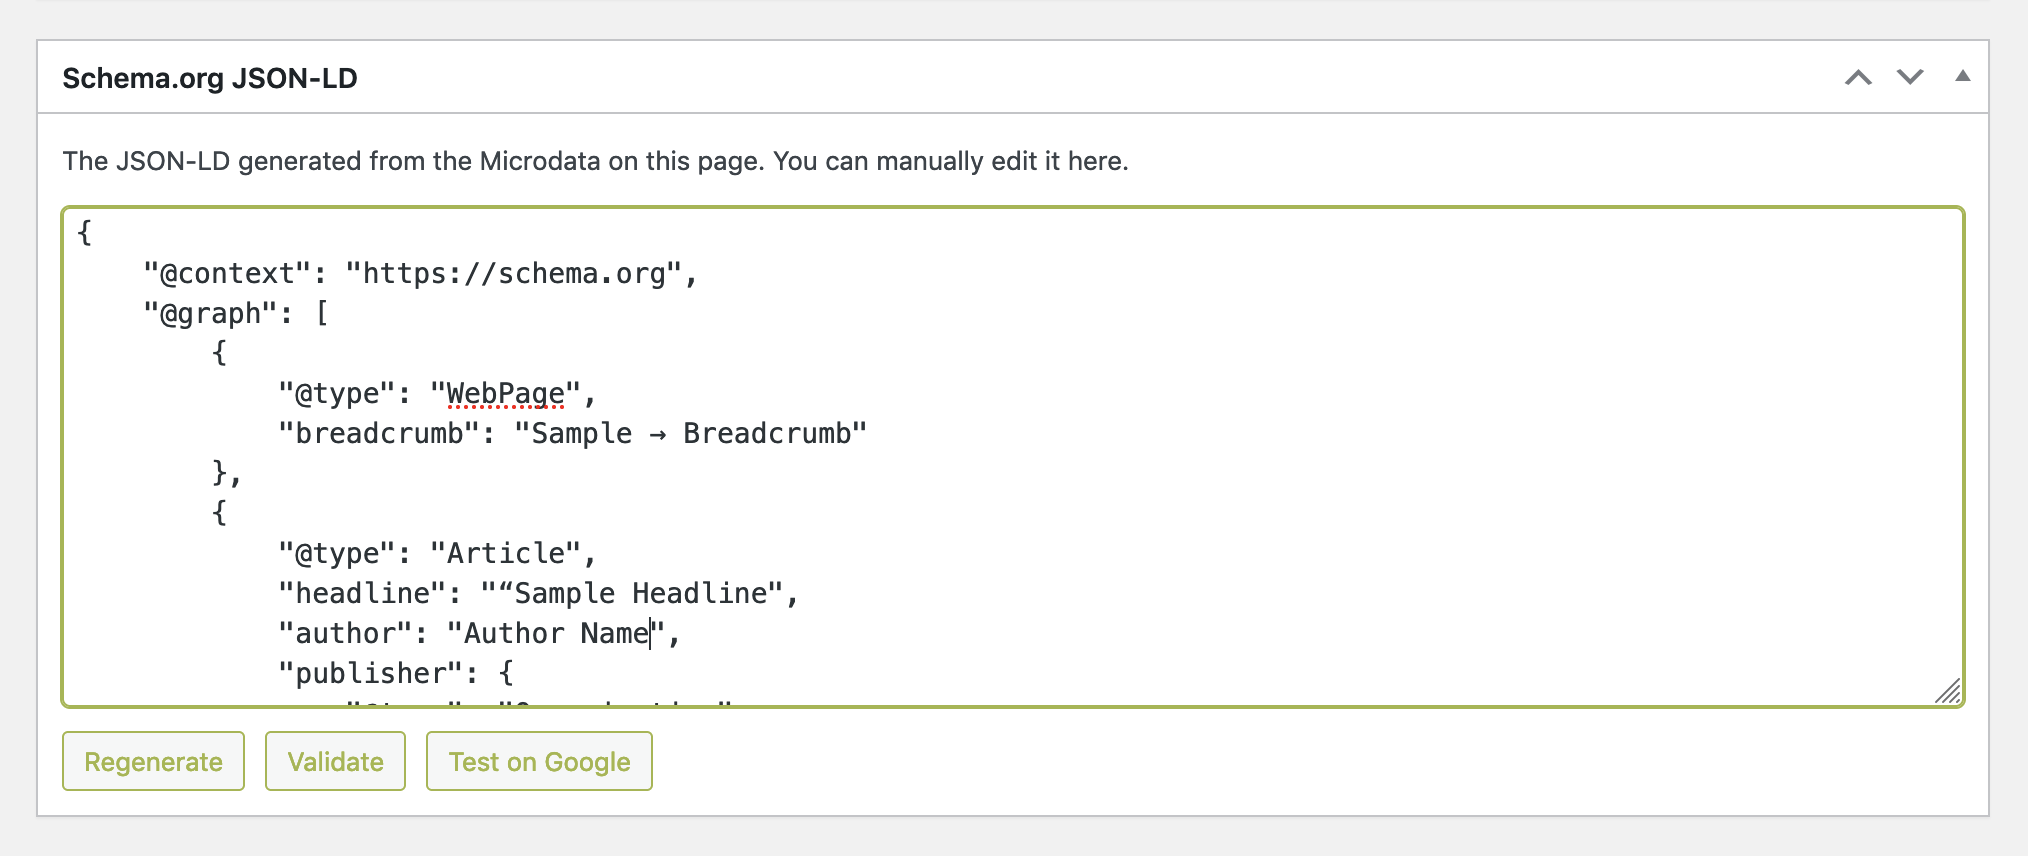 Schema.org JSON-LD
The JSON-LD generated from the Microdata on this page. You can manually edit it here.
{
"@context": "https://schema.org",
"@graph": [
{
"@type": "WebPage",
"breadcrumb": "Sample → Breadcrumb"
},
{
"@type": "Article",
"headline": "“Sample Headline",
"author": "Author Name",
"publisher": {
Regenerate
Validate
Test on Google